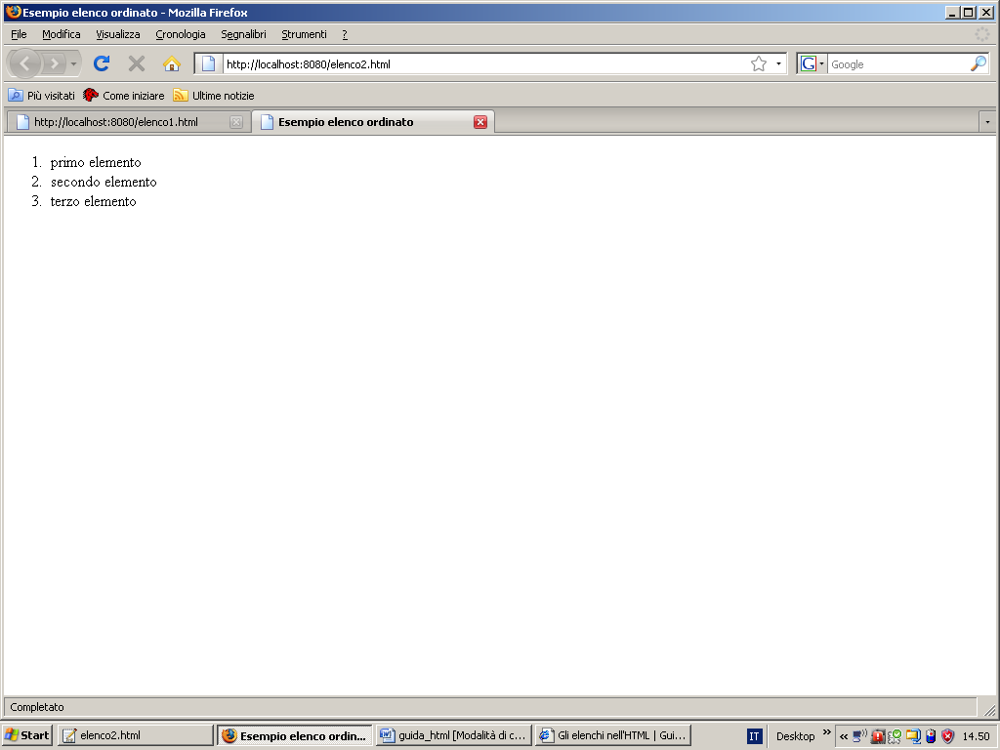 Esempio elenco ordinato - Mozilla Firefox
File Modifica Visualizza Cronologia Segnalibri Strumenti ?
http://localhost:8080/elenco2.html G Google
Più visitati Come iniziare Ultime notizie
http://localhost:8080/elenco1.html Esempio elenco ordinato
1. primo elemento
2. secondo elemento
3. terzo elemento
Completato
Start elenco2.html Esempio elenco ordin... guida_html [Modalità di c... Gli elenchi nell'HTML | Gui... IT Desktop » « 14.50